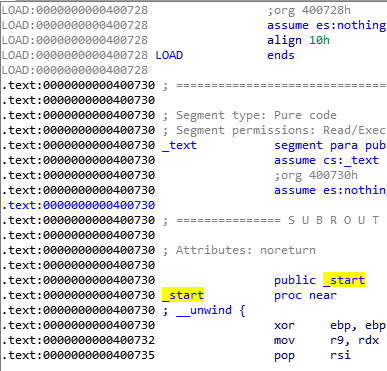 LOAD:0000000000400728 ;org 400728h
LOAD:0000000000400728 assume es:nothing
LOAD:0000000000400728 align 10h
LOAD:0000000000400728 LOAD ends
LOAD:0000000000400728
.text:0000000000400730 ; ================================
.text:0000000000400730
.text:0000000000400730 ; Segment type: Pure code
.text:0000000000400730 ; Segment permissions: Read/Exec
.text:0000000000400730 _text segment para pub
.text:0000000000400730 assume cs:_text
.text:0000000000400730 ;org 400730h
.text:0000000000400730 assume es:nothing
.text:0000000000400730
.text:0000000000400730 ; =============== S U B R O U T
.text:0000000000400730
.text:0000000000400730 ; Attributes: noreturn
.text:0000000000400730
.text:0000000000400730 public _start
.text:0000000000400730 _start proc near
.text:0000000000400730 ; __unwind {
.text:0000000000400730 xor ebp, ebp
.text:0000000000400732 mov r9, rdx
.text:0000000000400735 pop rsi